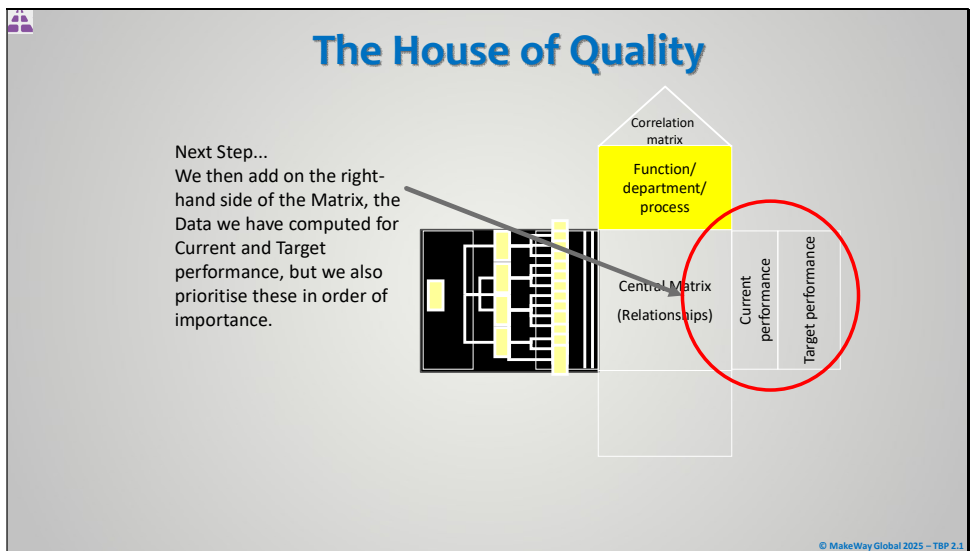 The House of Quality
Next Step...
We then add on the right-
hand side of the Matrix, the
Data we have computed for
Current and Target
performance, but we also
prioritise these in order of
importance.
Correlation
matrix
Function/
department/
process
Central Matrix
(Relationships)
Current
performance
Target performance
© MakeWay Global 2025 – TBP 2.1